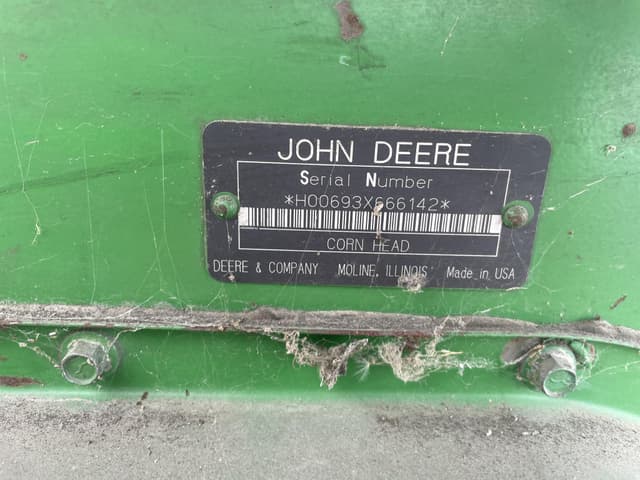 JOHN DEERE
Serial Number
*H00693X666142*
CORN HEAD
DEERE & COMPANY MOLINE, ILLINOIS Made in USA